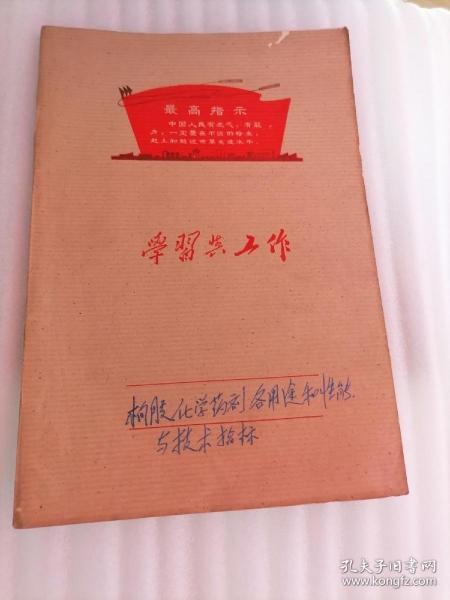 最高指示
中国人民有志气,有能
力,一定要在不远的将来,
赶上和超过世界先进水平.
学習与工作
橡胶化学药剂各用途和性能
与技术指标
孔夫子旧书网
www.kongfz.com